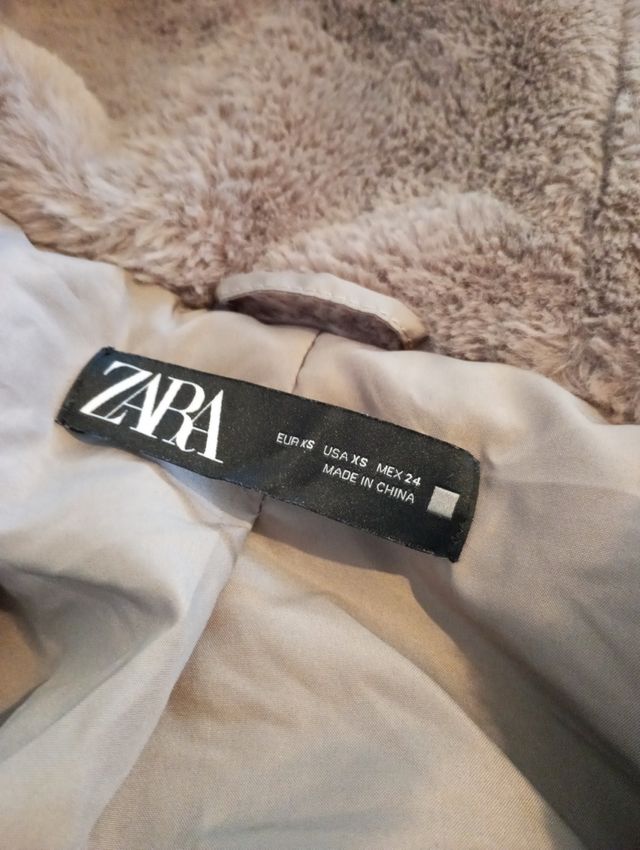 ZARA
EUR XS USA XS MEX 24
MADE IN CHINA